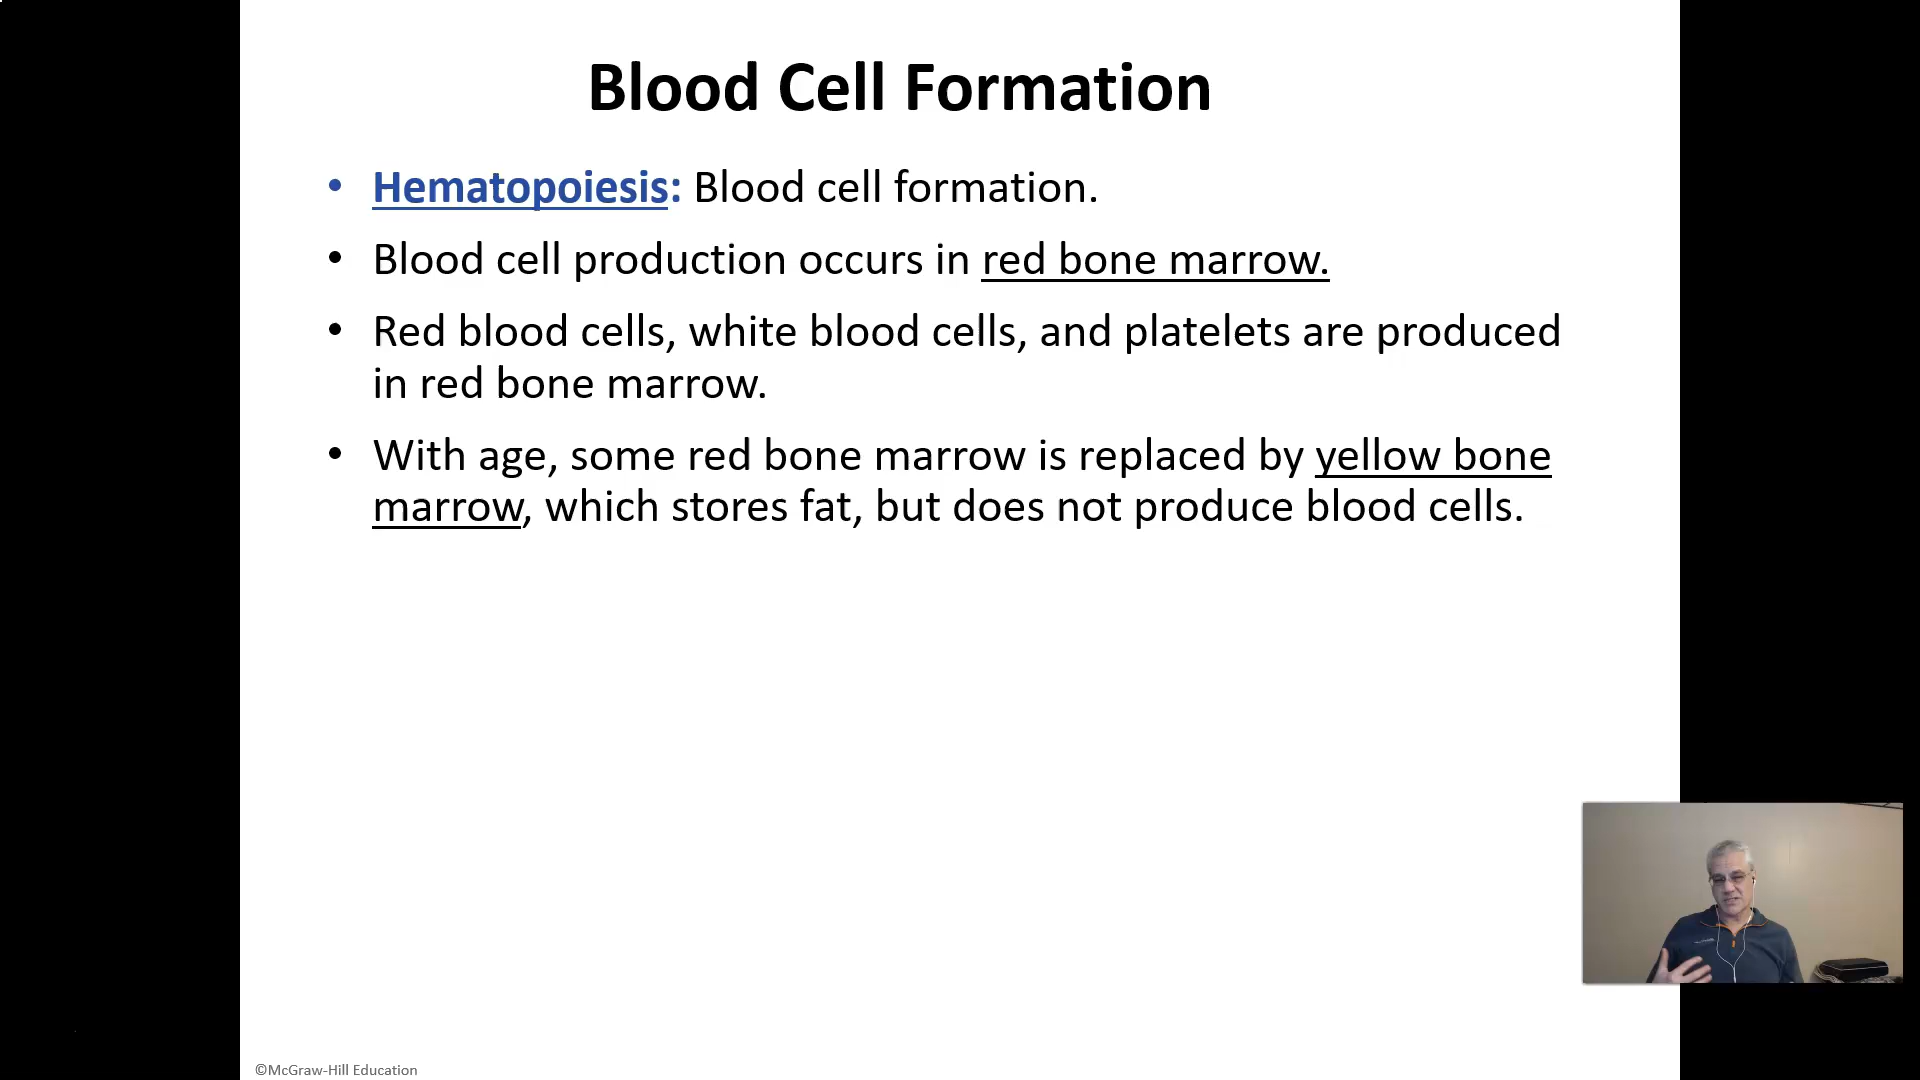 Blood Cell Formation
• Hematopoiesis: Blood cell formation.
• Blood cell production occurs in red bone marrow.
• Red blood cells, white blood cells, and platelets are produced
in red bone marrow.
• With age, some red bone marrow is replaced by yellow bone
marrow, which stores fat, but does not produce blood cells.
©McGraw-Hill Education